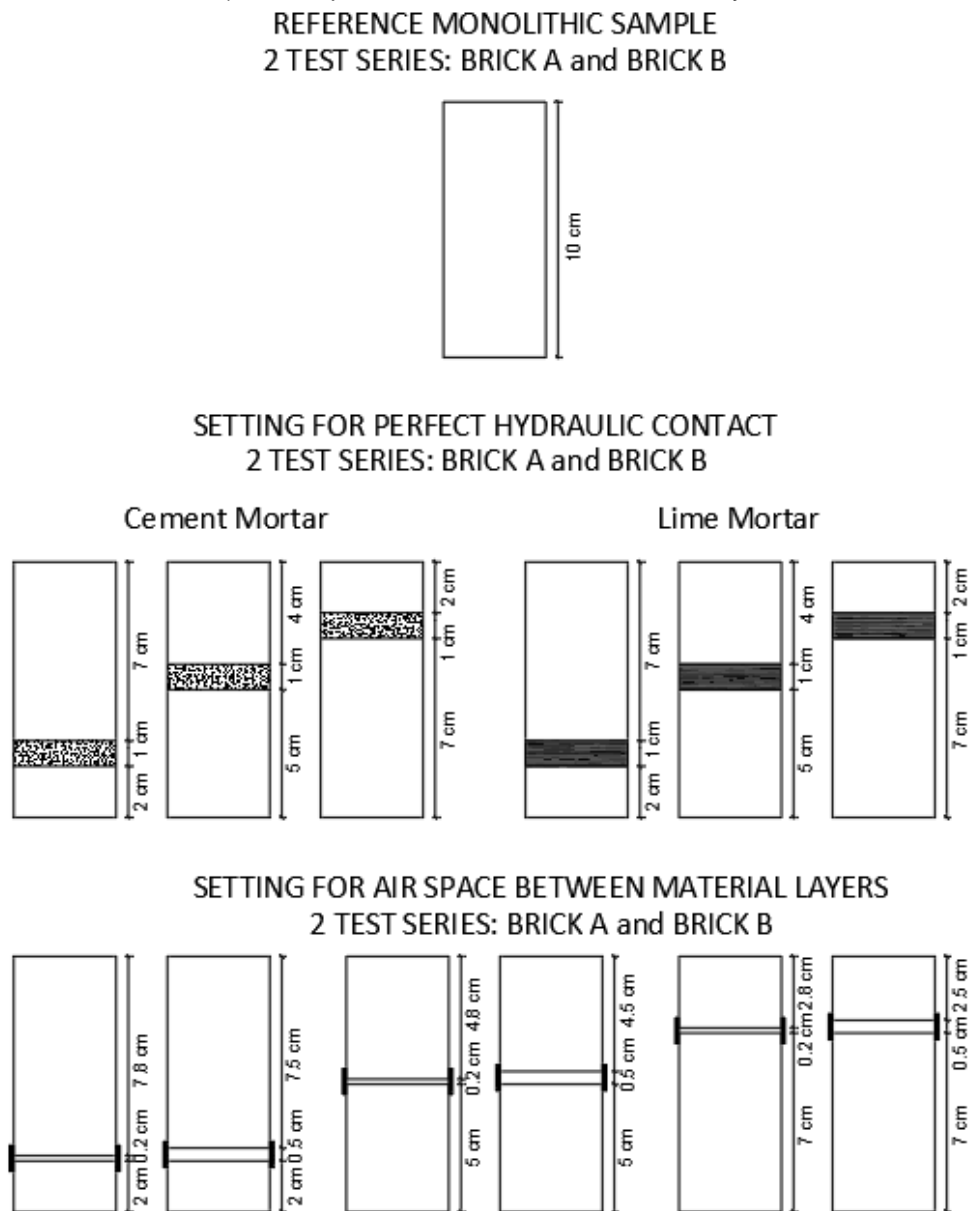 REFERENCE MONOLITHIC SAMPLE
2 TEST SERIES: BRICK A and BRICK B
10 cm
SETTING FOR PERFECT HYDRAULIC CONTACT
2 TEST SERIES: BRICK A and BRICK B
Cement Mortar
Lime Mortar
7 cm
1 cm
2 cm
4 cm
1 cm
5 cm
2 cm
1 cm
7 cm
7 cm
1 cm
2 cm
4 cm
1 cm
5 cm
2 cm
1 cm
7 cm
SETTING FOR AIR SPACE BETWEEN MATERIAL LAYERS
2 TEST SERIES: BRICK A and BRICK B
7.8 cm
0.2 cm
2 cm
7.5 cm
0.5 cm
2 cm
4.8 cm
0.2 cm
5 cm
4.5 cm
0.5 cm
5 cm
2.8 cm
0.2 cm
7 cm
2.5 cm
0.5 cm
7 cm